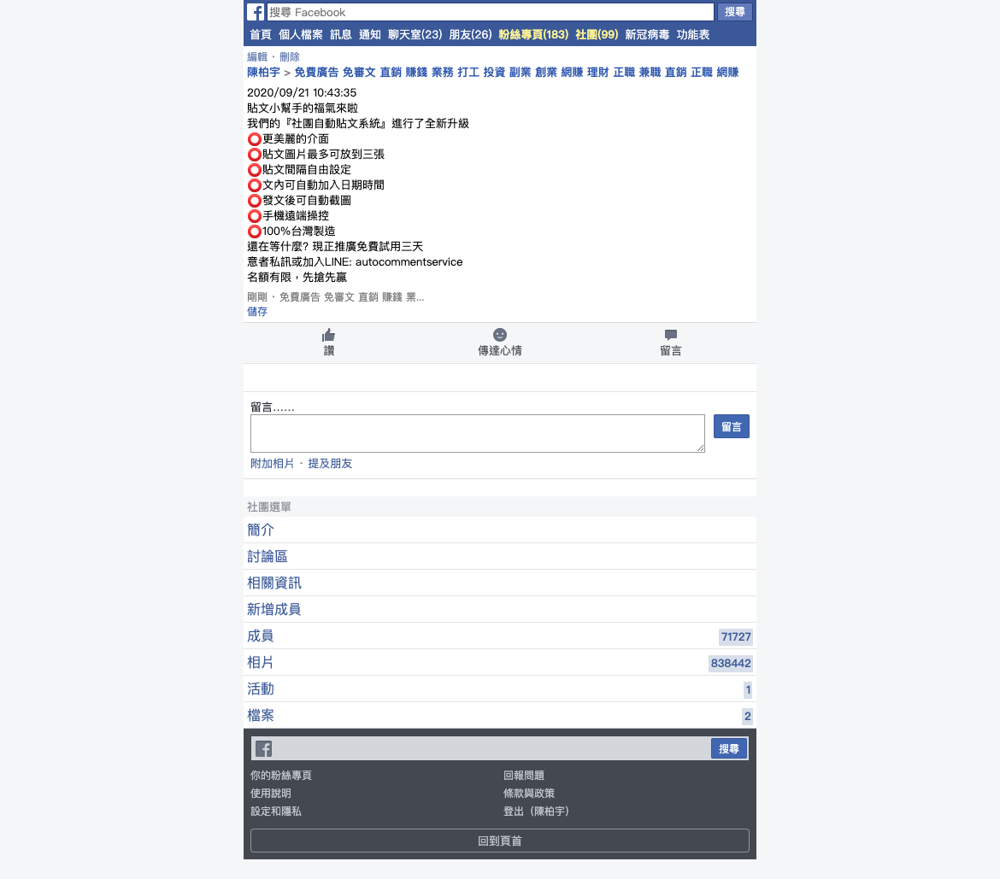 搜尋 Facebook 搜尋
首頁 個人檔案 訊息 通知 聊天室(23) 朋友(26) 粉絲專頁(183) 社團(99) 新冠病毒 功能表
編輯 · 刪除
陳柏宇 > 免費廣告 免審文 直銷 賺錢 業務 打工 投資 副業 創業 網賺 理財 正職 兼職 直銷 正職 網賺
2020/09/21 10:43:35
貼文小幫手的福氣來啦
我們的『社團自動貼文系統』進行了全新升級
⭕更美麗的介面
⭕貼文圖片最多可放到三張
⭕貼文間隔自由設定
⭕文內可自動加入日期時間
⭕發文後可自動截圖
⭕手機遠端操控
⭕100%台灣製造
還在等什麼? 現正推廣免費試用三天
意者私訊或加入LINE: autocommentservice
名額有限，先搶先贏
剛剛 · 免費廣告 免審文 直銷 賺錢 業...
儲存
讚 傳達心情 留言
留言……
留言
附加相片 · 提及朋友
社團選單
簡介
討論區
相關資訊
新增成員
成員 71727
相片 838442
活動 1
檔案 2
搜尋
你的粉絲專頁 回報問題
使用說明 條款與政策
設定和隱私 登出（陳柏宇）
回到頁首